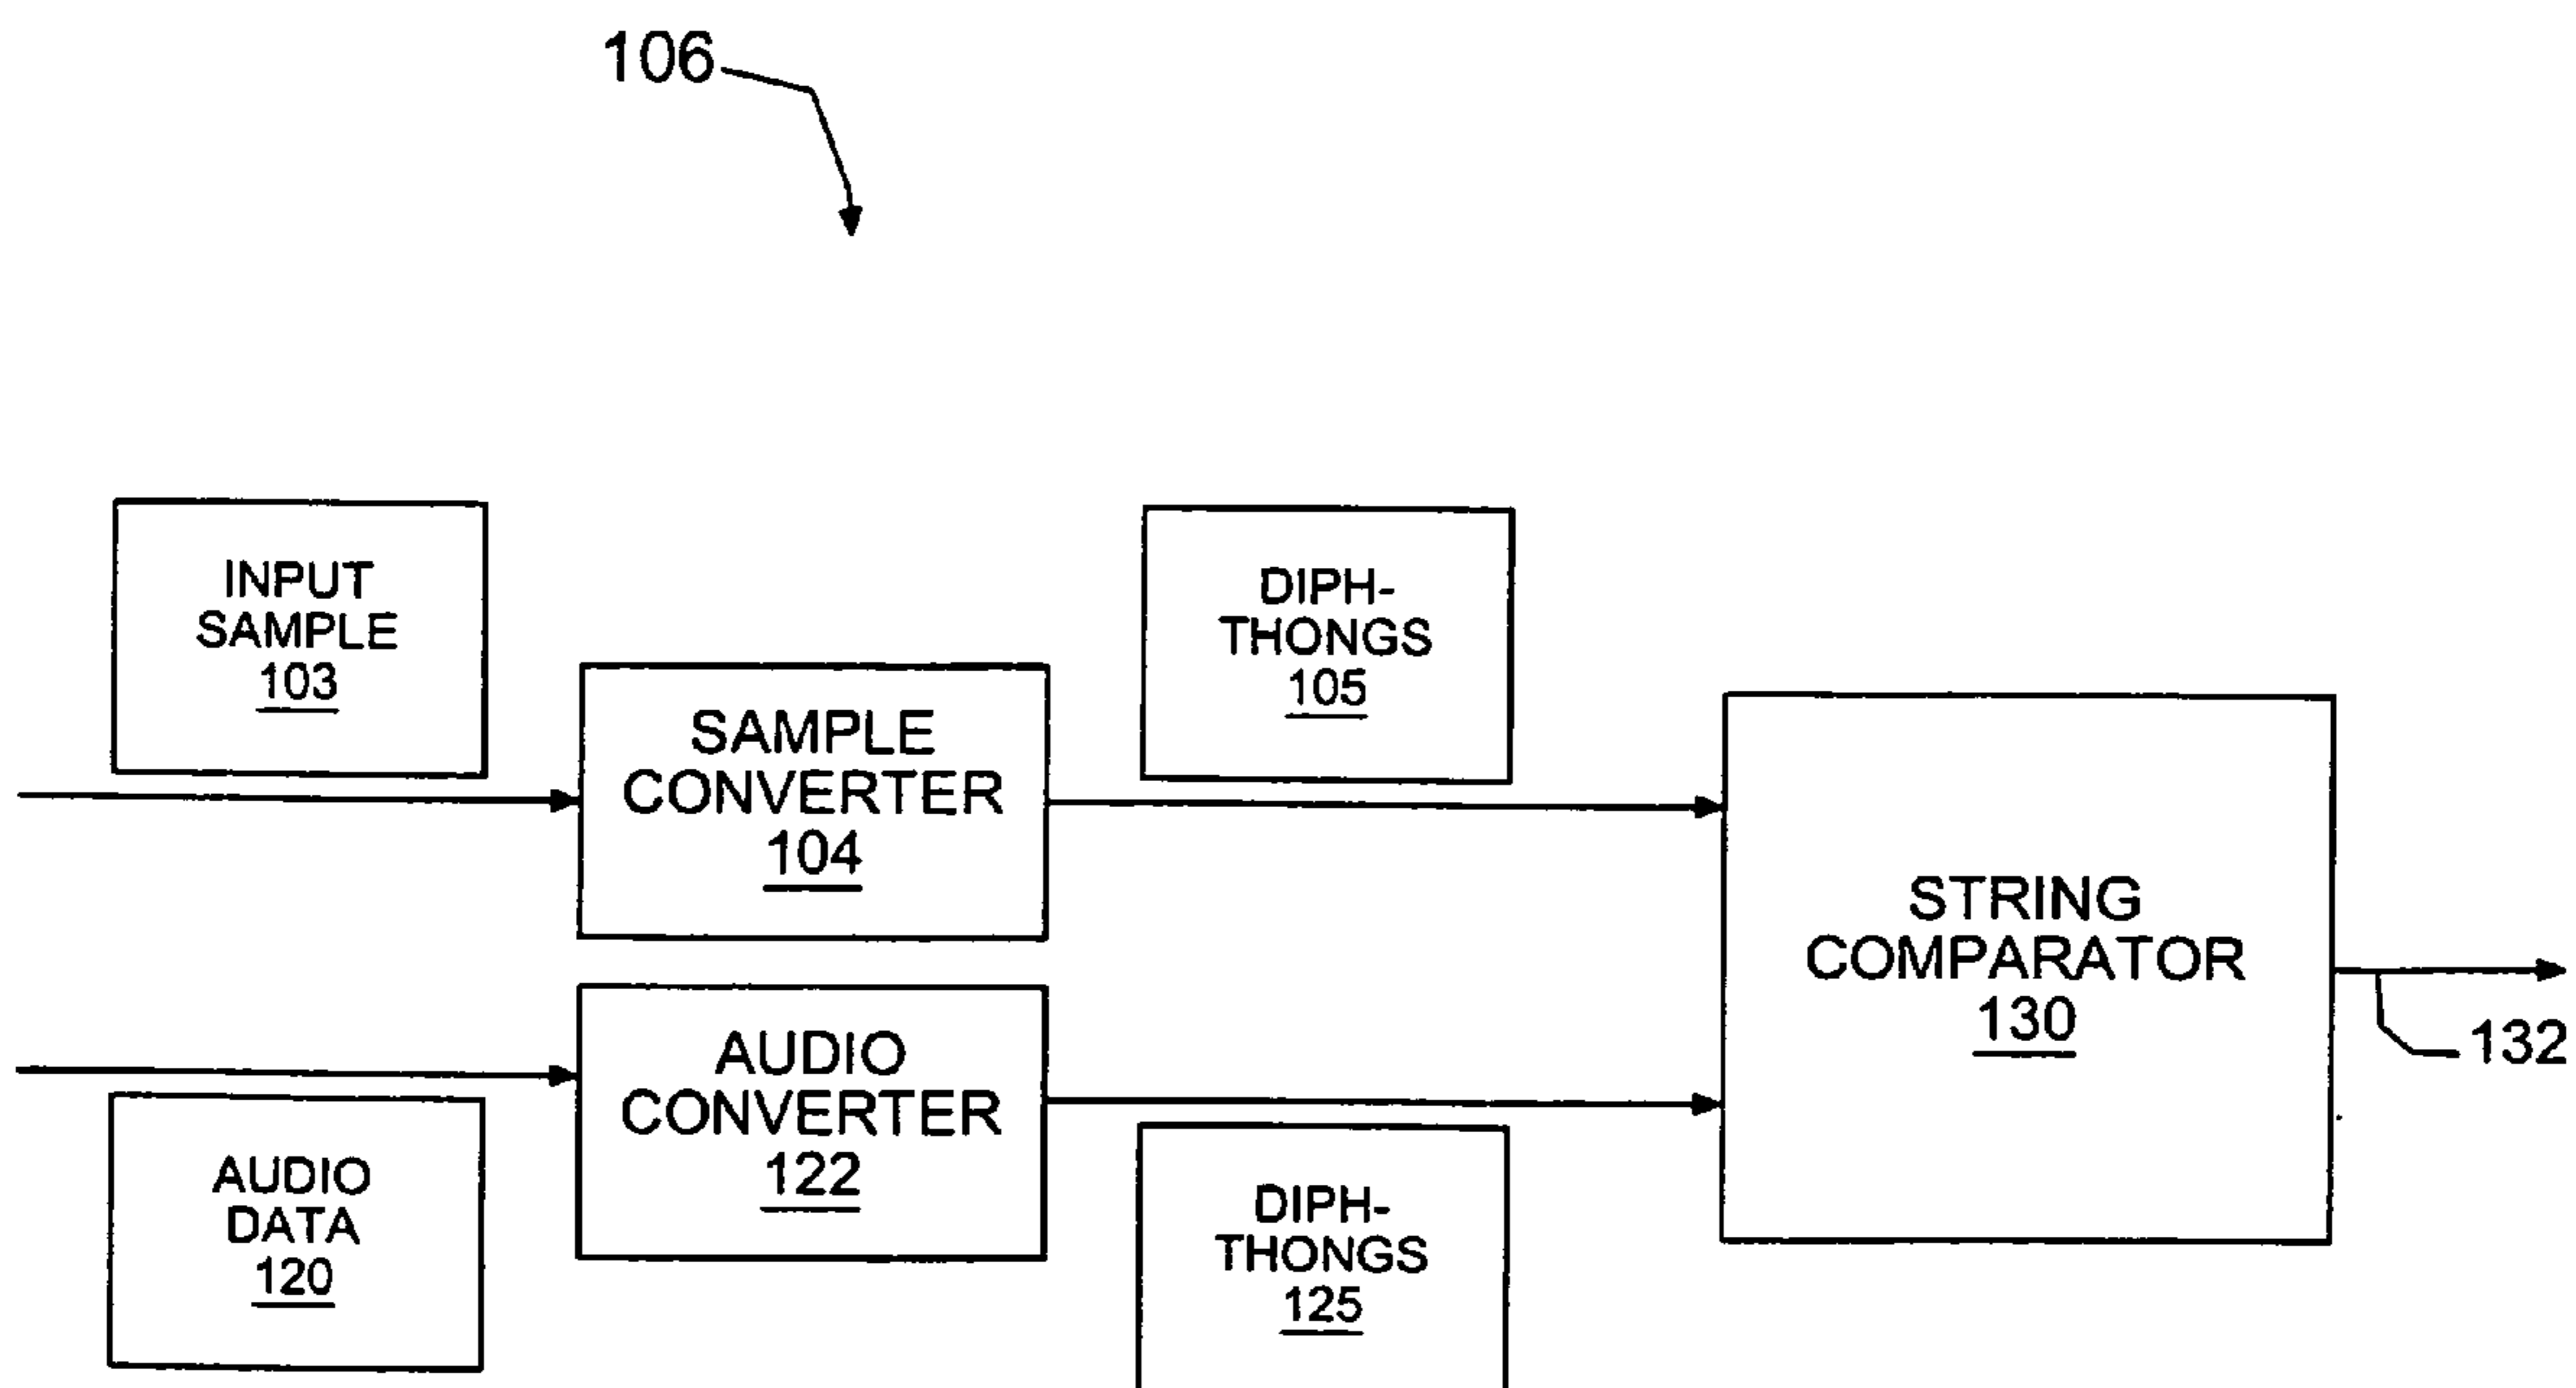 106
INPUT
SAMPLE
103
DIPH-
THONGS
105
SAMPLE
CONVERTER
104
STRING
COMPARATOR
130
132
AUDIO
CONVERTER
122
AUDIO
DATA
120
DIPH-
THONGS
125